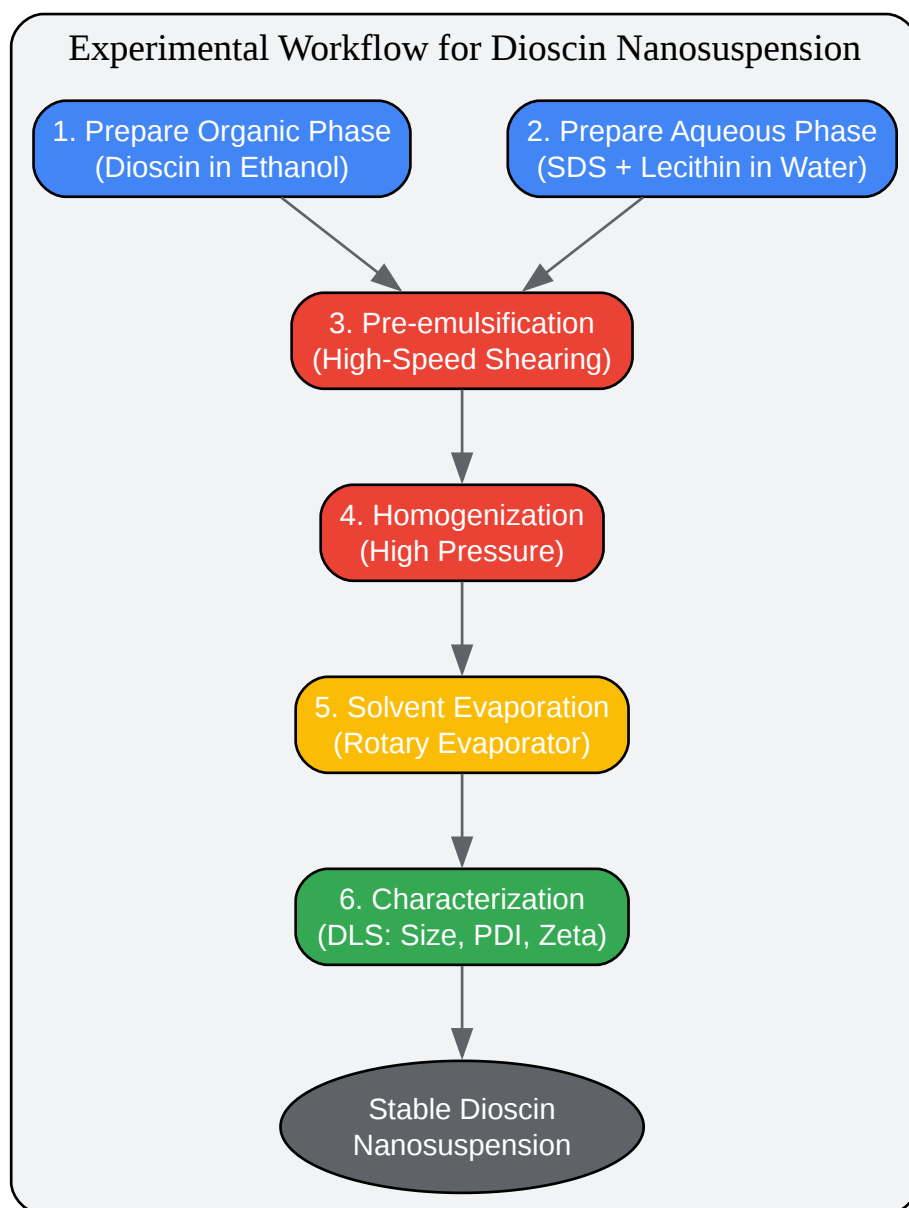 Experimental Workflow for Dioscin Nanosuspension
1. Prepare Organic Phase
(Dioscin in Ethanol)
2. Prepare Aqueous Phase
(SDS + Lecithin in Water)
3. Pre-emulsification
(High-Speed Shearing)
4. Homogenization
(High Pressure)
5. Solvent Evaporation
(Rotary Evaporator)
6. Characterization
(DLS: Size, PDI, Zeta)
Stable Dioscin
Nanosuspension